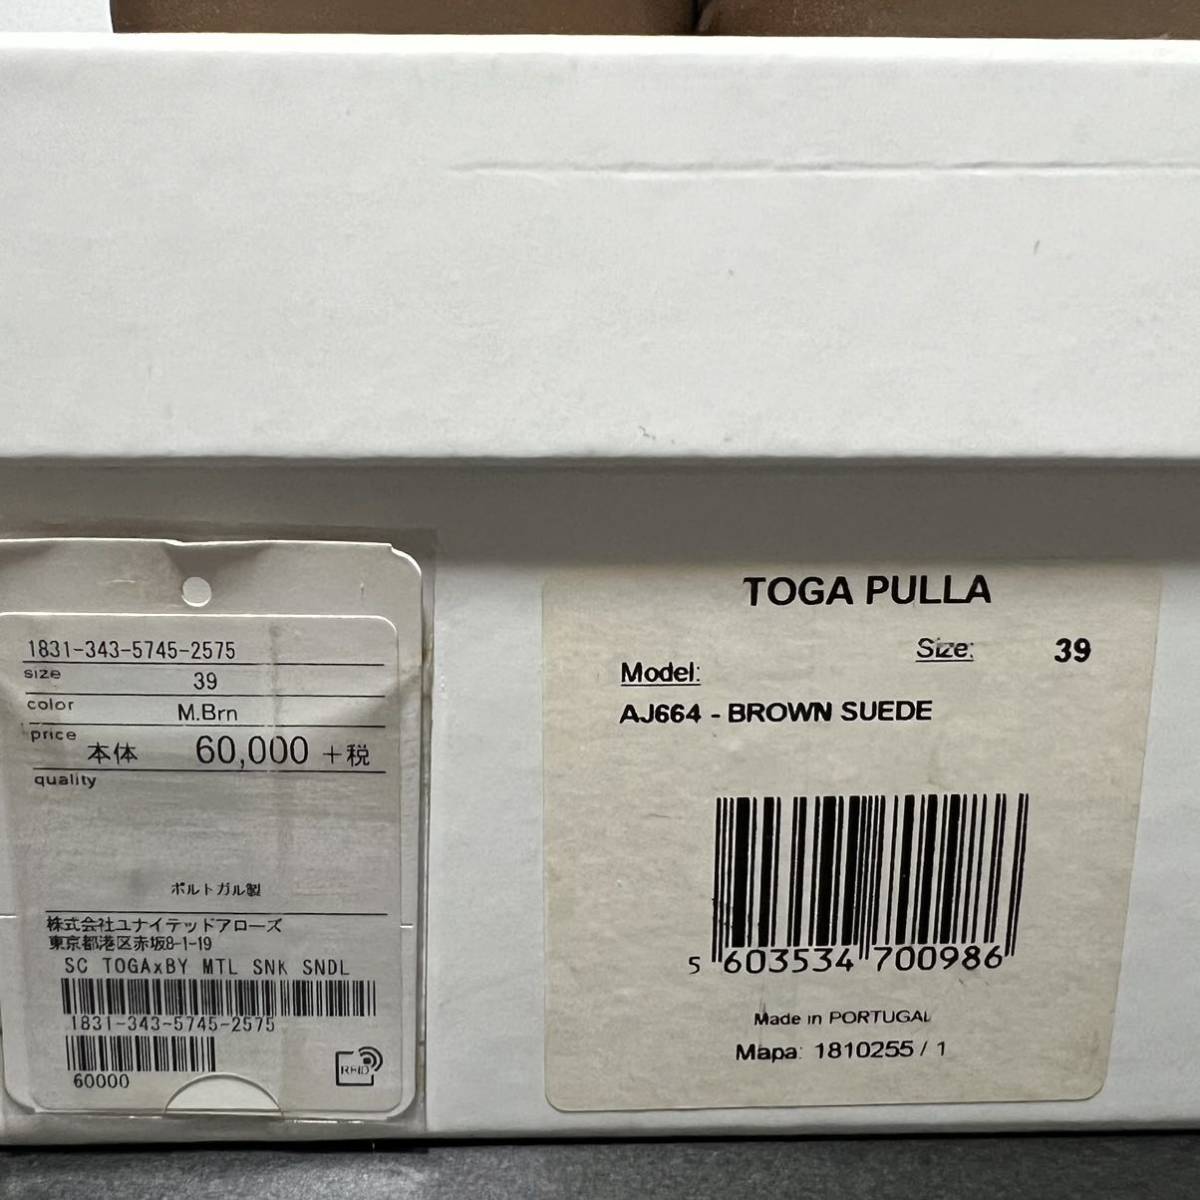 1831-343-5745-2575
size 39
color M.Brn
price 本体 60,000 +税
quality
ポルトガル製
株式会社ユナイテッドアローズ
東京都港区赤坂8-1-19
SC TOGAxBY MTL SNK SNDL
1831-343-5745-2575
60000
RFID
TOGA PULLA
Size: 39
Model:
AJ664 - BROWN SUEDE
5 603534 700986
Made in PORTUGAL
Mapa: 1810255 / 1